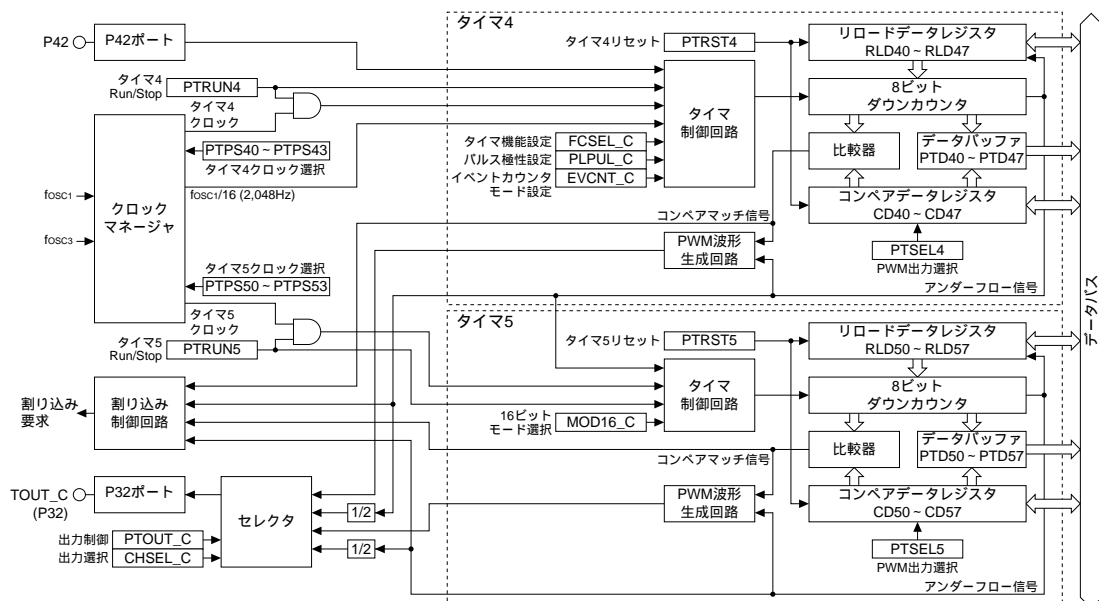 タイマ4
P42
P42ポート
タイマ4リセット
PTRST4
リロードデータレジスタ
RLD40～RLD47
タイマ4
Run/Stop
PTRUN4
タイマ4
クロック
8ビット
ダウンカウンタ
タイマ
制御回路
PTPS40～PTPS43
タイマ4クロック選択
タイマ機能設定
FCSEL_C
パルス極性設定
PLPUL_C
イベントカウンタ
モード設定
EVCNT_C
比較器
データバッファ
PTD40～PTD47
fOSC1
fOSC3
クロック
マネージャ
fOSC1/16 (2,048Hz)
コンペアデータレジスタ
CD40～CD47
コンペアマッチ信号
PWM波形
生成回路
PTSEL4
PWM出力選択
アンダーフロー信号
タイマ5クロック選択
PTPS50～PTPS53
タイマ5
クロック
タイマ5
Run/Stop
PTRUN5
データバス
タイマ5
タイマ5リセット
PTRST5
リロードデータレジスタ
RLD50～RLD57
タイマ
制御回路
8ビット
ダウンカウンタ
16ビット
モード選択
MOD16_C
割り込み
要求
割り込み
制御回路
比較器
データバッファ
PTD50～PTD57
コンペアマッチ信号
TOUT_C
(P32)
P32ポート
セレクタ
1/2
1/2
PWM波形
生成回路
コンペアデータレジスタ
CD50～CD57
出力制御
PTOUT_C
出力選択
CHSEL_C
PTSEL5
PWM出力選択
アンダーフロー信号